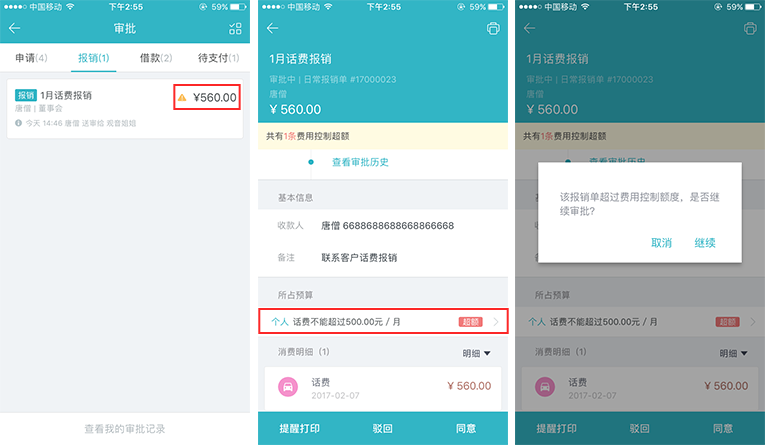 中国移动 下午2:55 59%
审批
申请(4) 报销(1) 借款(2) 待支付(1)
报销 1月话费报销 ¥560.00
唐僧 | 董事会
今天 14:46 唐僧 送审给 观音姐姐
查看我的审批记录
中国移动 下午2:55 59%
1月话费报销
审批中 | 日常报销单 #17000023
唐僧
¥ 560.00
共有1条费用控制超额
查看审批历史
基本信息
收款人 唐僧 6688688688668866668
备注 联系客户话费报销
所占预算
个人 话费不能超过500.00元 / 月 超额
消费明细（1） 明细
话费 ¥ 560.00
2017-02-07
提醒打印 驳回 同意
中国移动 下午2:55 59%
1月话费报销
审批中 | 日常报销单 #17000023
唐僧
¥ 560.00
共有1条费用控制超额
查看审批历史
该报销单超过费用控制额度，是否继
续审批？
取消 继续
所占预算
个人 话费不能超过500.00元 / 月 超额
消费明细（1） 明细
话费 ¥ 560.00
2017-02-07
提醒打印 驳回 同意